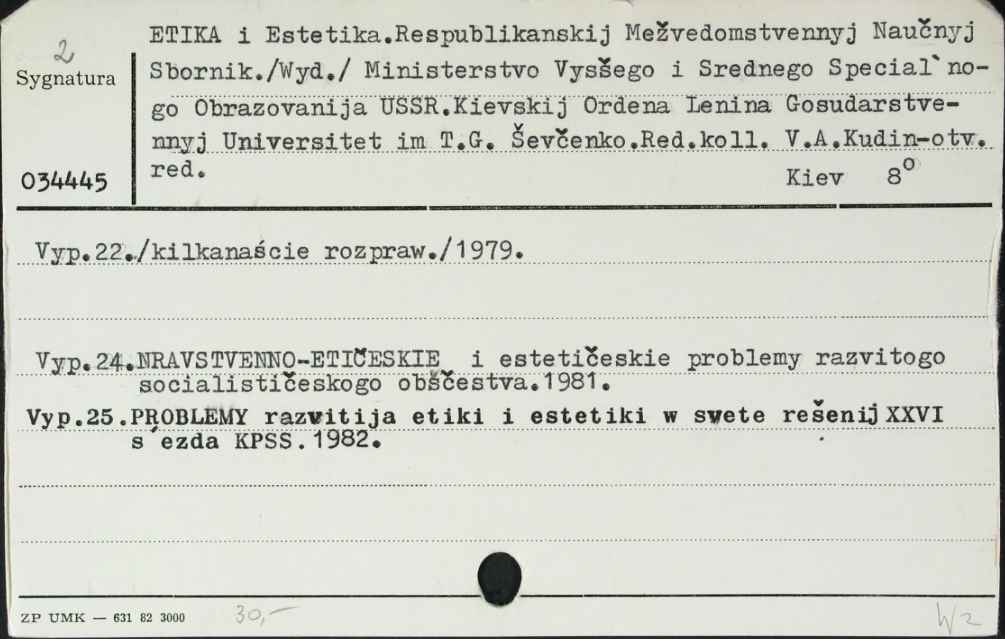 2
Sygnatura
034445
ETIKA i Estetika.Respublikanskij Mežvedomstvennyj Naučnyj
Sbornik./Wyd./ Ministerstvo Vysšego i Srednego Special`no-
go Obrazovanija USSR.Kievskij Ordena Lenina Gosudarstve-
nnyj Universitet im T.G. Ševčenko.Red.koll. V.A.Kudin-otv.
red.
Kiev 8º
Vyp.22./kilkanaście rozpraw./1979.
Vyp.24.NRAVSTVENNO-ETIČESKIE i estetičeskie problemy razvitogo
socialističeskogo obščestva.1981.
Vyp.25.PROBLEMY razvitija etiki i estetiki w svete rešenij XXVI
s´ezda KPSS.1982.
ZP UMK — 631 82 3000
30,-
W2